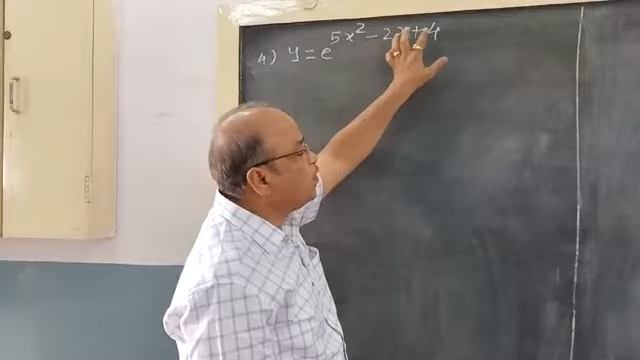 4) y = e^5x² - 2x + 4